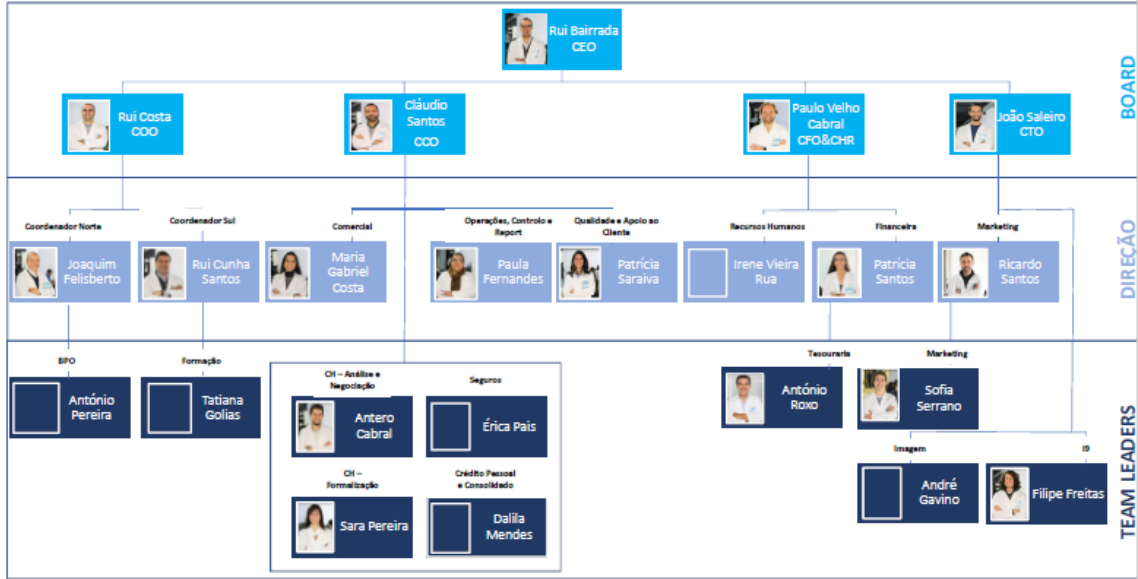 Rui Bairrada
CEO
BOARD
Rui Costa
COO
Cláudio
Santos
CCO
Paulo Velho
Cabral
CFO&CHR
João Saleiro
CTO
DIREÇÃO
Coordenador Norte
Joaquim
Felisberto
Coordenador Sul
Rui Cunha
Santos
Comercial
Maria
Gabriel
Costa
Operações, Controlo e
Report
Paula
Fernandes
Qualidade e Apoio ao
Cliente
Patrícia
Saraiva
Recursos Humanos
Irene Vieira
Rua
Financeira
Patrícia
Santos
Marketing
Ricardo
Santos
TEAM LEADERS
BPO
António
Pereira
Formação
Tatiana
Golias
CH – Análise e
Negociação
Antero
Cabral
Seguros
Érica Pais
CH –
Formalização
Sara Pereira
Crédito Pessoal
e Consolidado
Dalila
Mendes
Tesouraria
António
Roxo
Marketing
Sofia
Serrano
Imagem
André
Gavino
Filipe Freitas